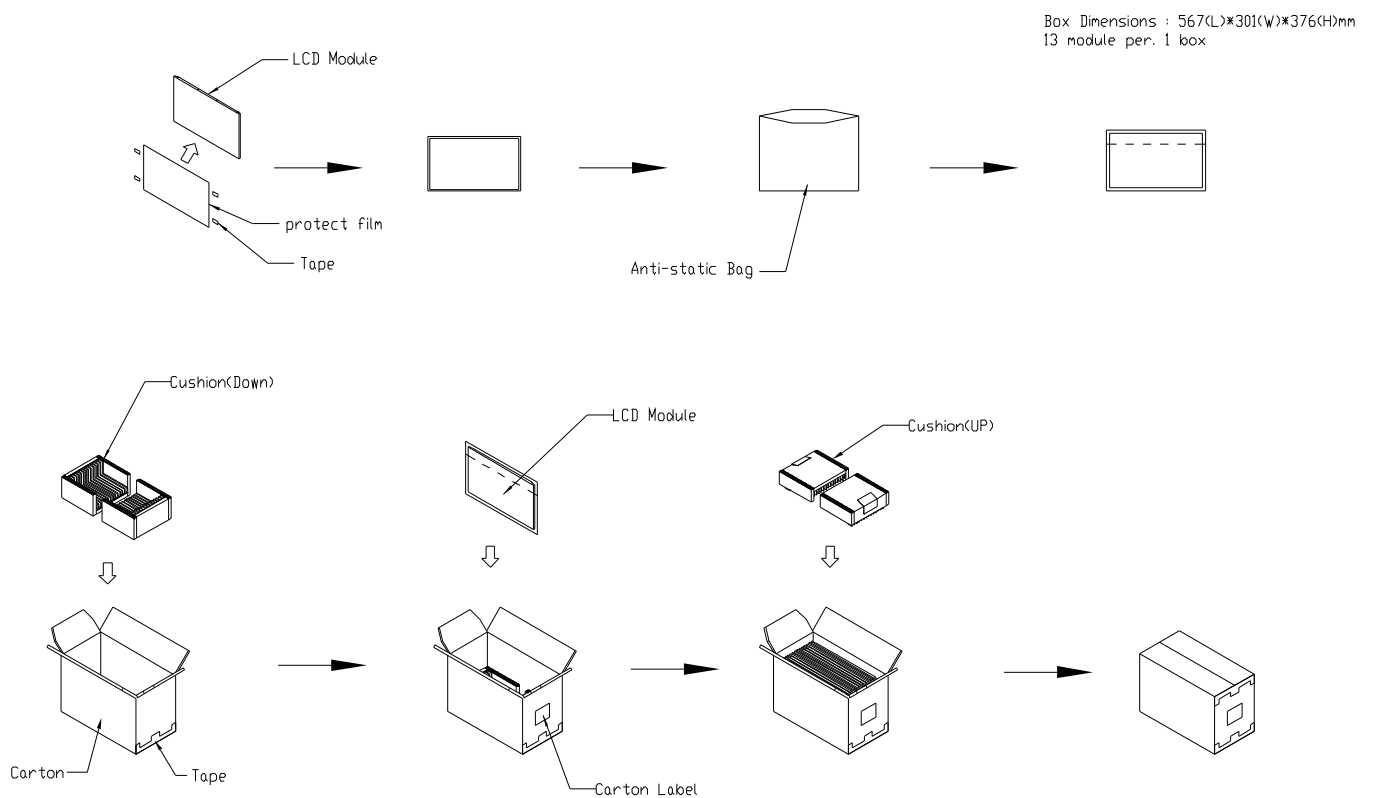 Box Dimensions : 567(L)*301(W)*376(H)mm
13 module per. 1 box
LCD Module
protect film
Tape
Anti-static Bag
Cushion(Down)
LCD Module
Cushion(UP)
Carton
Tape
Carton Label